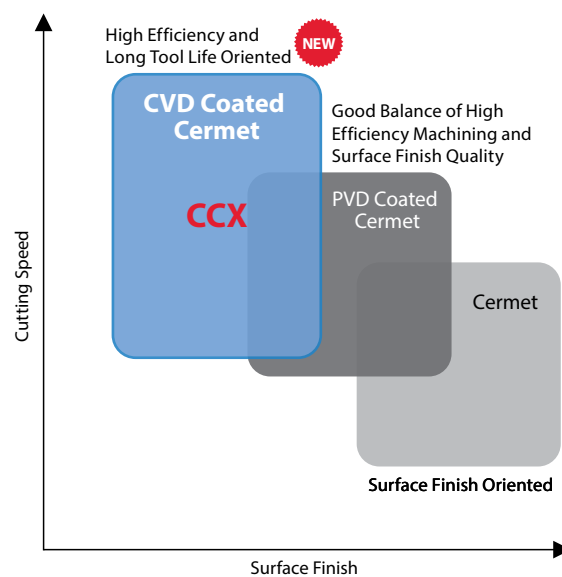 High Efficiency and
Long Tool Life Oriented
NEW
CVD Coated
Cermet
CCX
Good Balance of High
Efficiency Machining and
Surface Finish Quality
PVD Coated
Cermet
Cermet
Surface Finish Oriented
Cutting Speed
Surface Finish